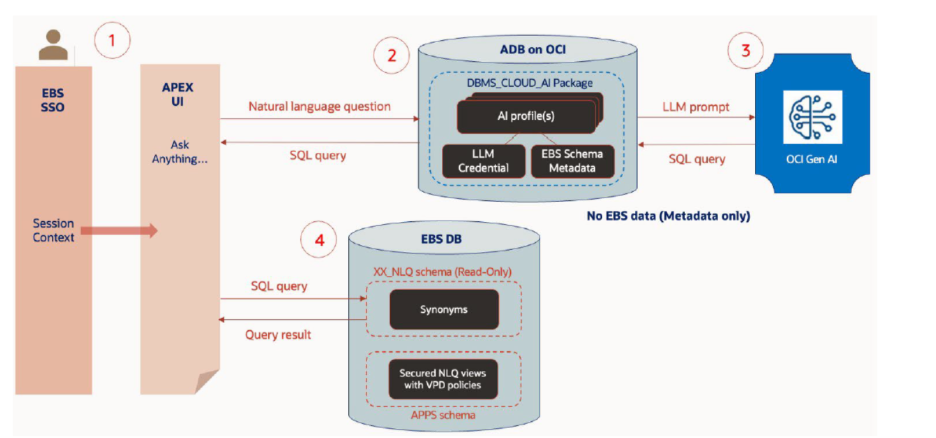 1
EBS
SSO
Session
Context
APEX
UI
Ask
Anything...
Natural language question
SQL query
2
ADB on OCI
DBMS_CLOUD_AI Package
AI profile(s)
LLM
Credential
EBS Schema
Metadata
LLM prompt
SQL query
3
OCI Gen AI
No EBS data (Metadata only)
4
EBS DB
XX_NLQ schema (Read-Only)
Synonyms
SQL query
Query result
Secured NLQ views
with VPD policies
APPS schema